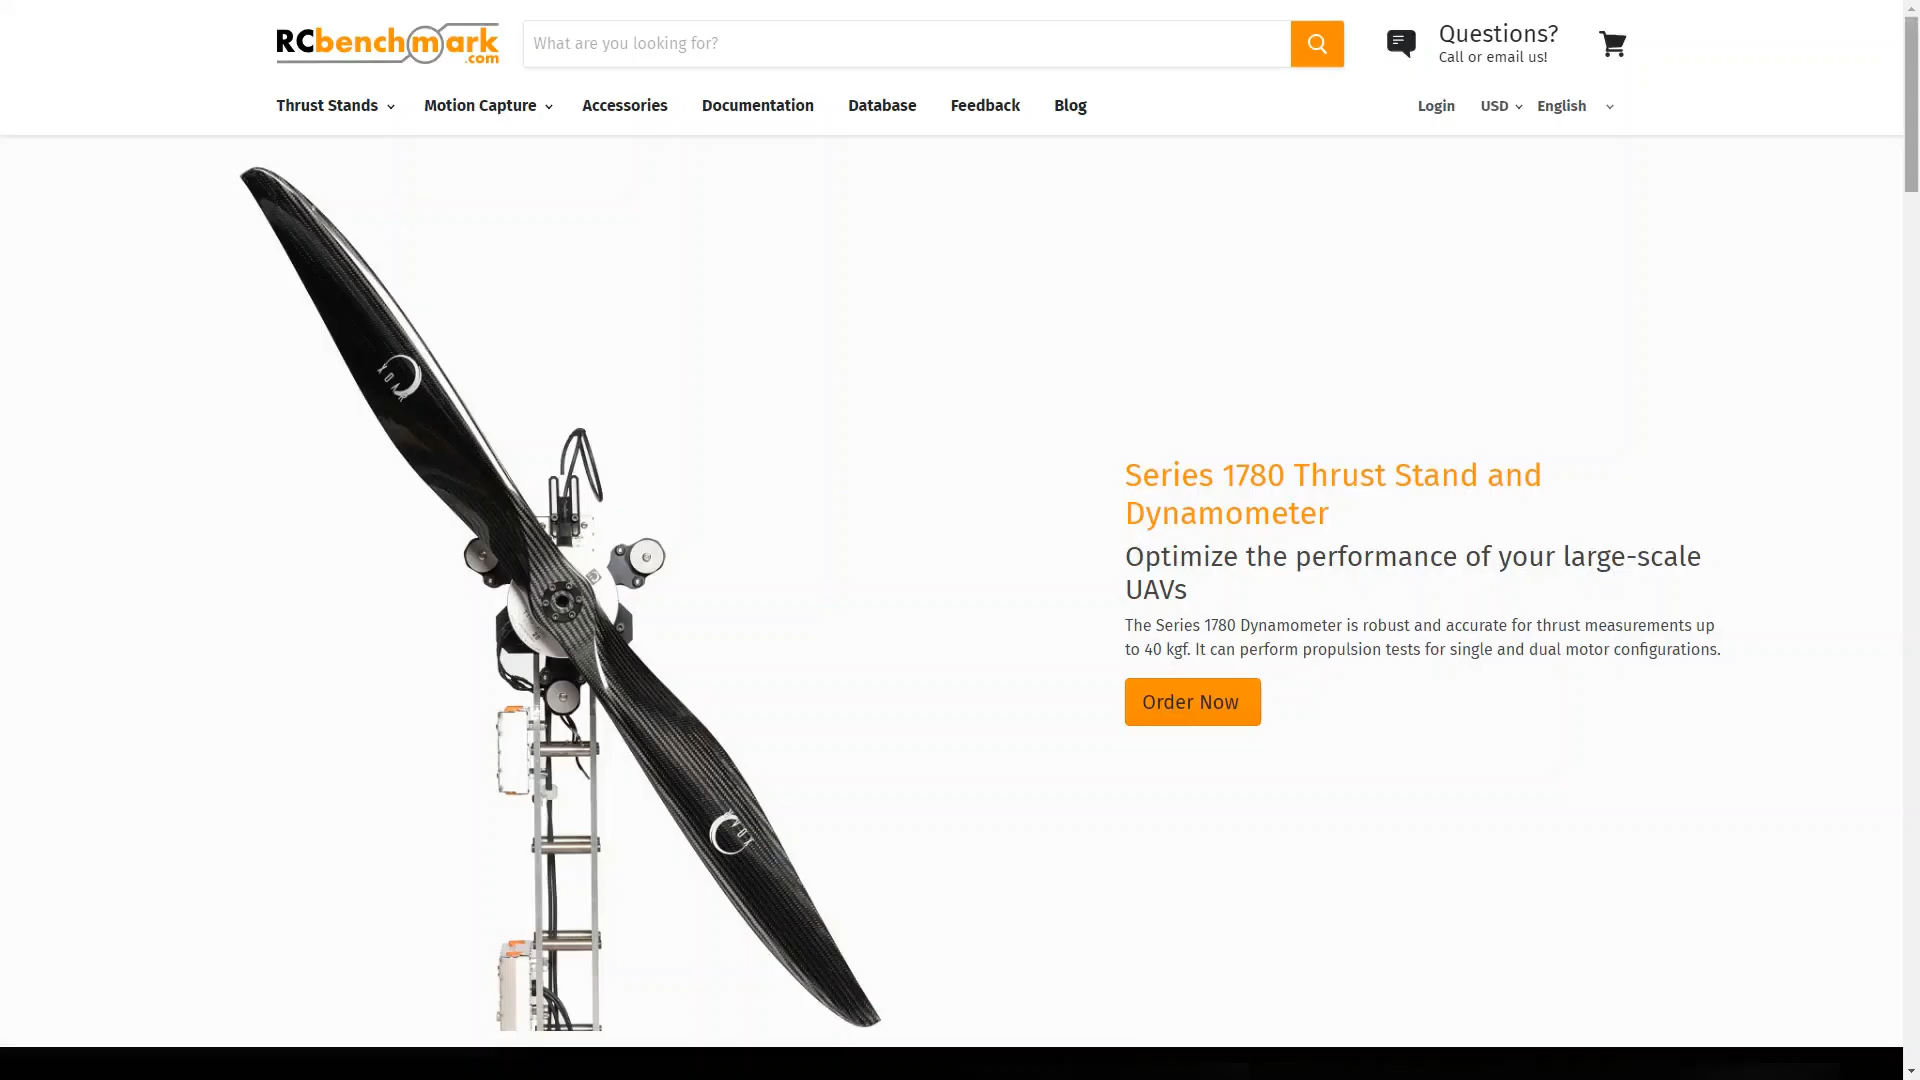 RCbenchmark.com
What are you looking for?
Questions?
Call or email us!
Thrust Stands
Motion Capture
Accessories
Documentation
Database
Feedback
Blog
Login
USD
English
XOAR
Series 1780 Thrust Stand and
Dynamometer
Optimize the performance of your large-scale
UAVs
The Series 1780 Dynamometer is robust and accurate for thrust measurements up
to 40 kgf. It can perform propulsion tests for single and dual motor configurations.
Order Now
XOAR